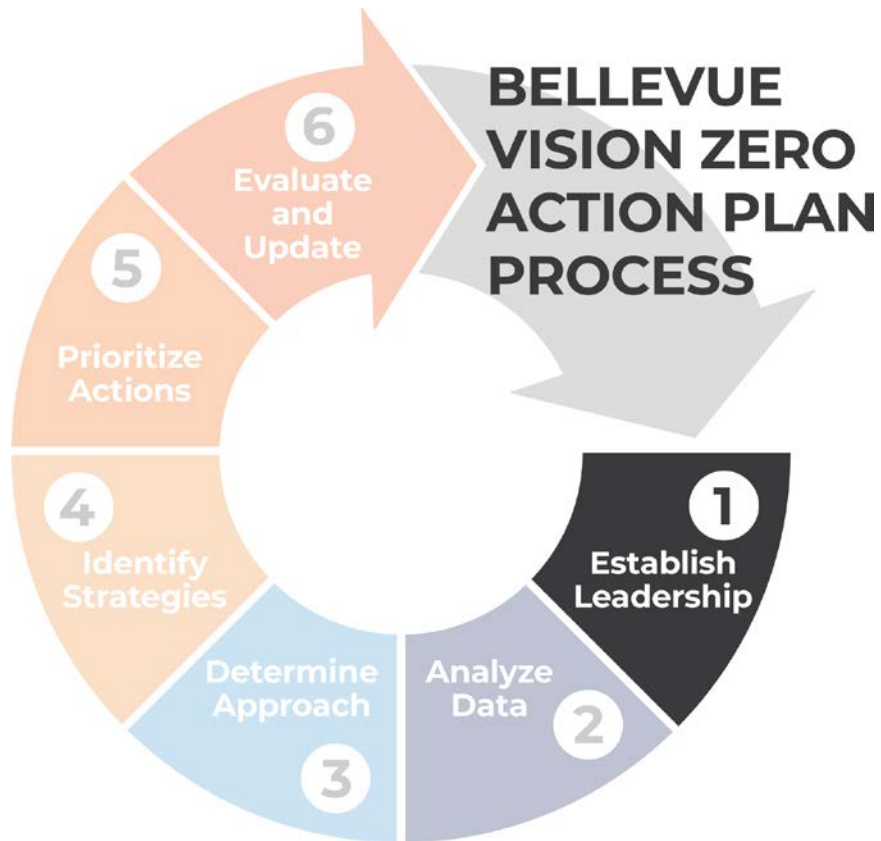 BELLEVUE
VISION ZERO
ACTION PLAN
PROCESS
1
Establish
Leadership
Analyze
Data
2
Determine
Approach
3
4
Identify
Strategies
5
Prioritize
Actions
6
Evaluate
and
Update